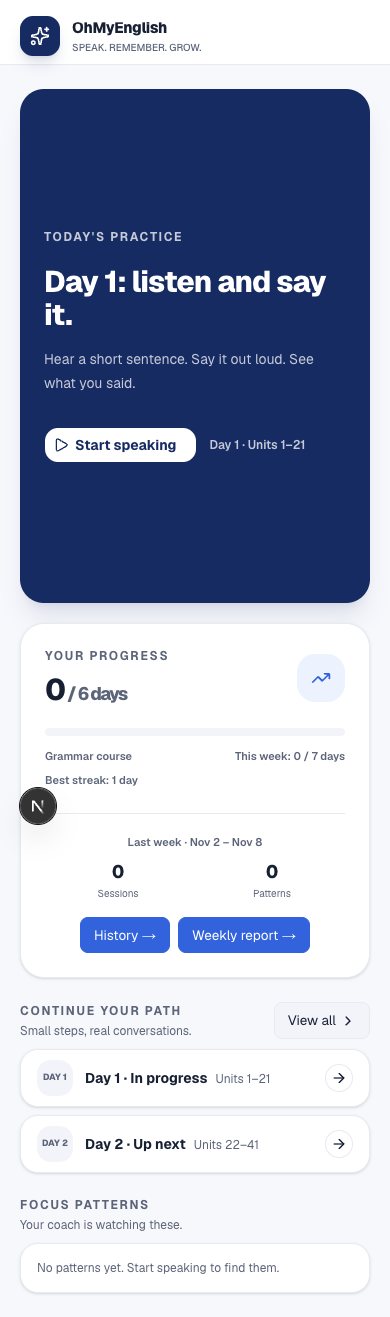 OhMyEnglish
SPEAK. REMEMBER. GROW.
TODAY'S PRACTICE
Day 1: listen and say
it.
Hear a short sentence. Say it out loud. See
what you said.
Start speaking
Day 1 · Units 1–21
YOUR PROGRESS
0 / 6 days
Grammar course
This week: 0 / 7 days
Best streak: 1 day
N
Last week · Nov 2 – Nov 8
0
Sessions
0
Patterns
History →
Weekly report →
CONTINUE YOUR PATH
Small steps, real conversations.
View all
DAY 1
Day 1 · In progress Units 1–21
DAY 2
Day 2 · Up next Units 22–41
FOCUS PATTERNS
Your coach is watching these.
No patterns yet. Start speaking to find them.